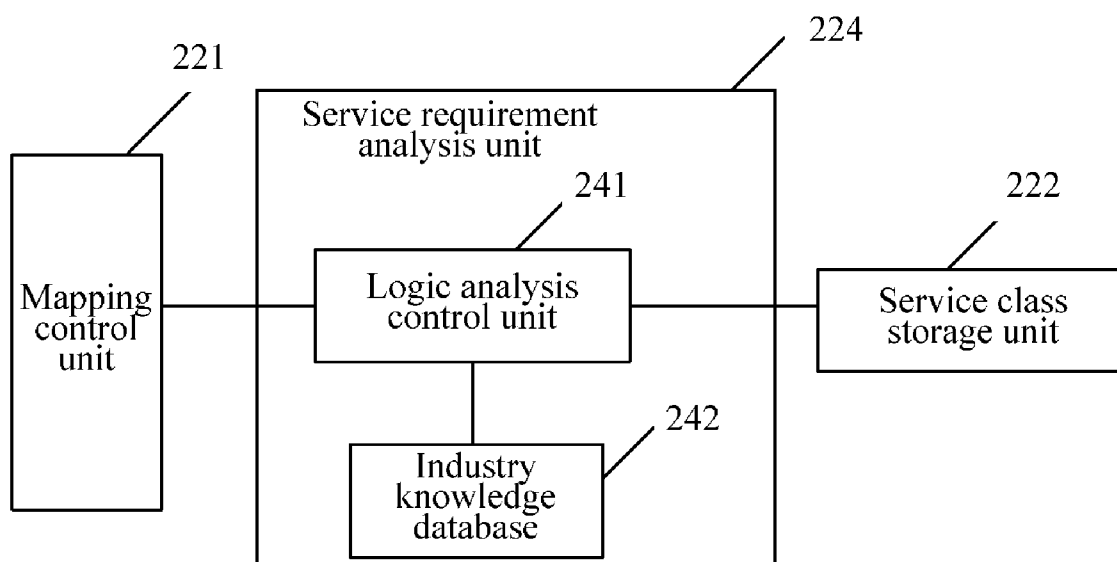 224
221
Service requirement
analysis unit
241
222
Mapping
control
unit
Logic analysis
control unit
Service class
storage unit
242
Industry
knowledge
database